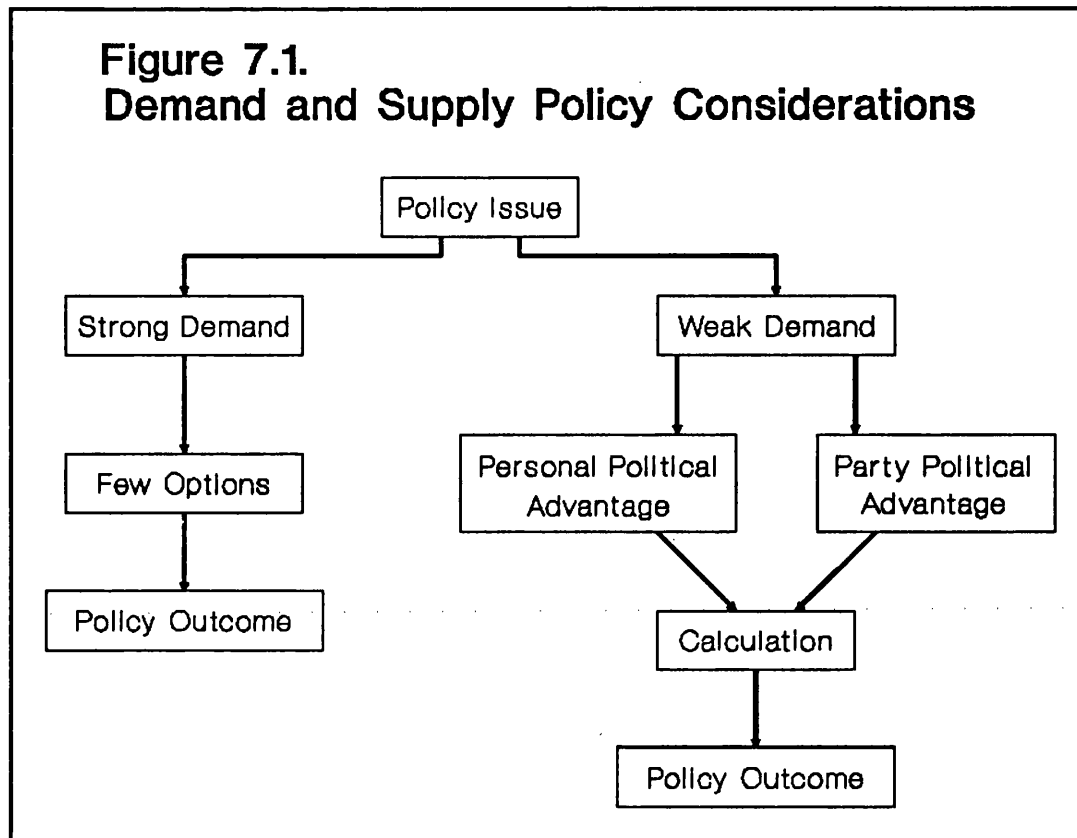 Figure 7.1.
Demand and Supply Policy Considerations
Policy Issue
Strong Demand
Weak Demand
Few Options
Personal Political
Advantage
Party Political
Advantage
Policy Outcome
Calculation
Policy Outcome